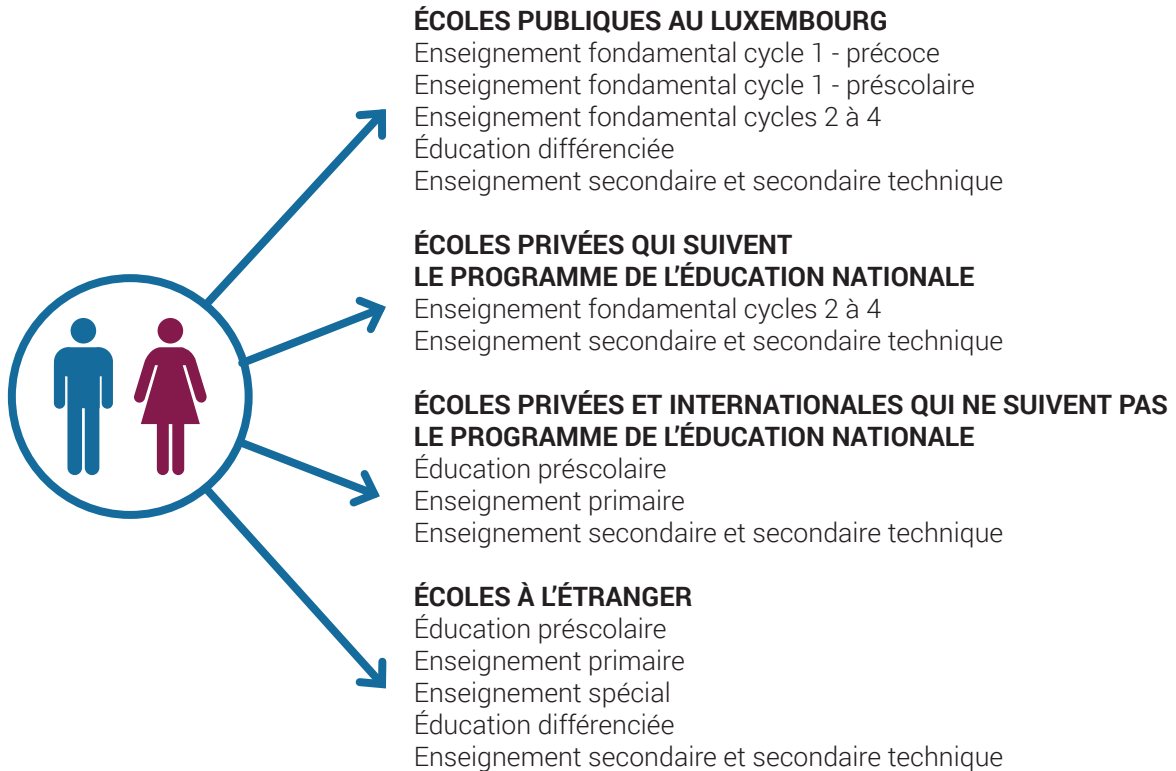 ÉCOLES PUBLIQUES AU LUXEMBOURG
Enseignement fondamental cycle 1 - précoce
Enseignement fondamental cycle 1 - préscolaire
Enseignement fondamental cycles 2 à 4
Éducation différenciée
Enseignement secondaire et secondaire technique
ÉCOLES PRIVÉES QUI SUIVENT
LE PROGRAMME DE L’ÉDUCATION NATIONALE
Enseignement fondamental cycles 2 à 4
Enseignement secondaire et secondaire technique
ÉCOLES PRIVÉES ET INTERNATIONALES QUI NE SUIVENT PAS
LE PROGRAMME DE L’ÉDUCATION NATIONALE
Éducation préscolaire
Enseignement primaire
Enseignement secondaire et secondaire technique
ÉCOLES À L’ÉTRANGER
Éducation préscolaire
Enseignement primaire
Enseignement spécial
Éducation différenciée
Enseignement secondaire et secondaire technique